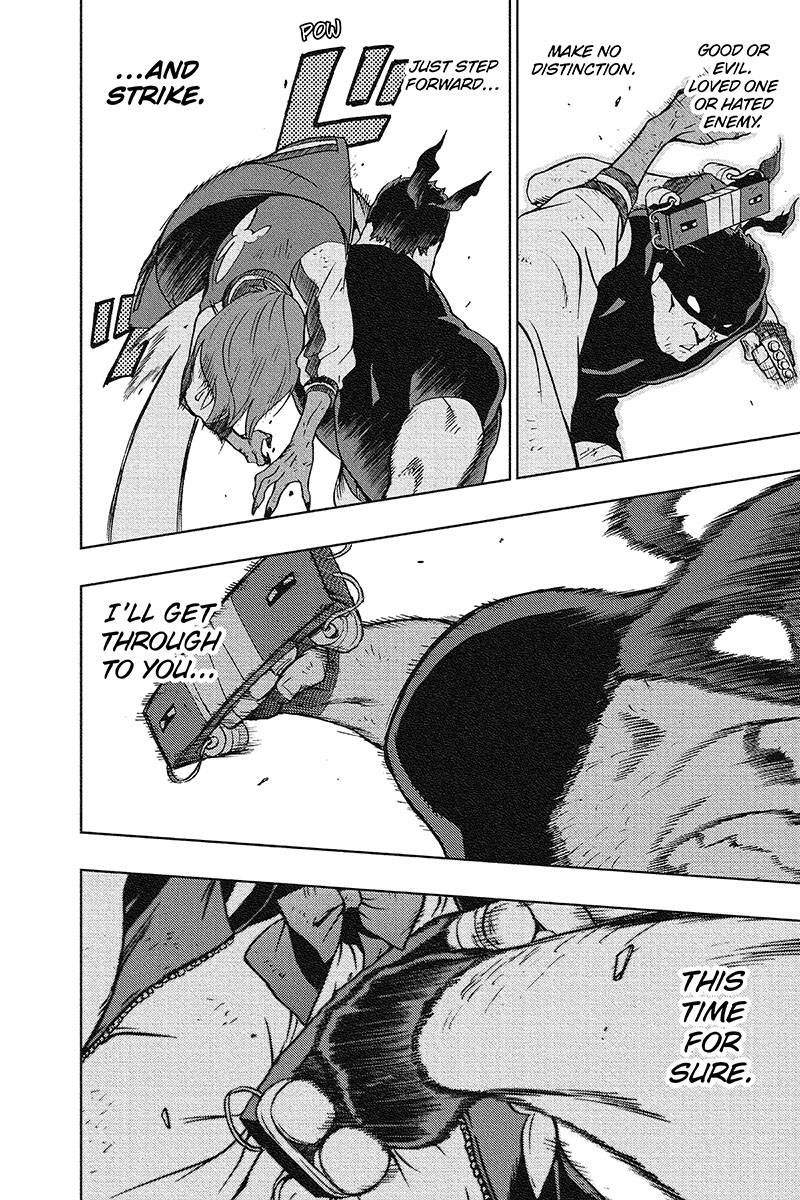 GOOD OR
EVIL.
LOVED ONE
OR HATED
ENEMY.
MAKE NO
DISTINCTION.
JUST STEP
FORWARD...
POW
...AND
STRIKE.
I'LL GET
THROUGH
TO YOU...
THIS
TIME
FOR
SURE.